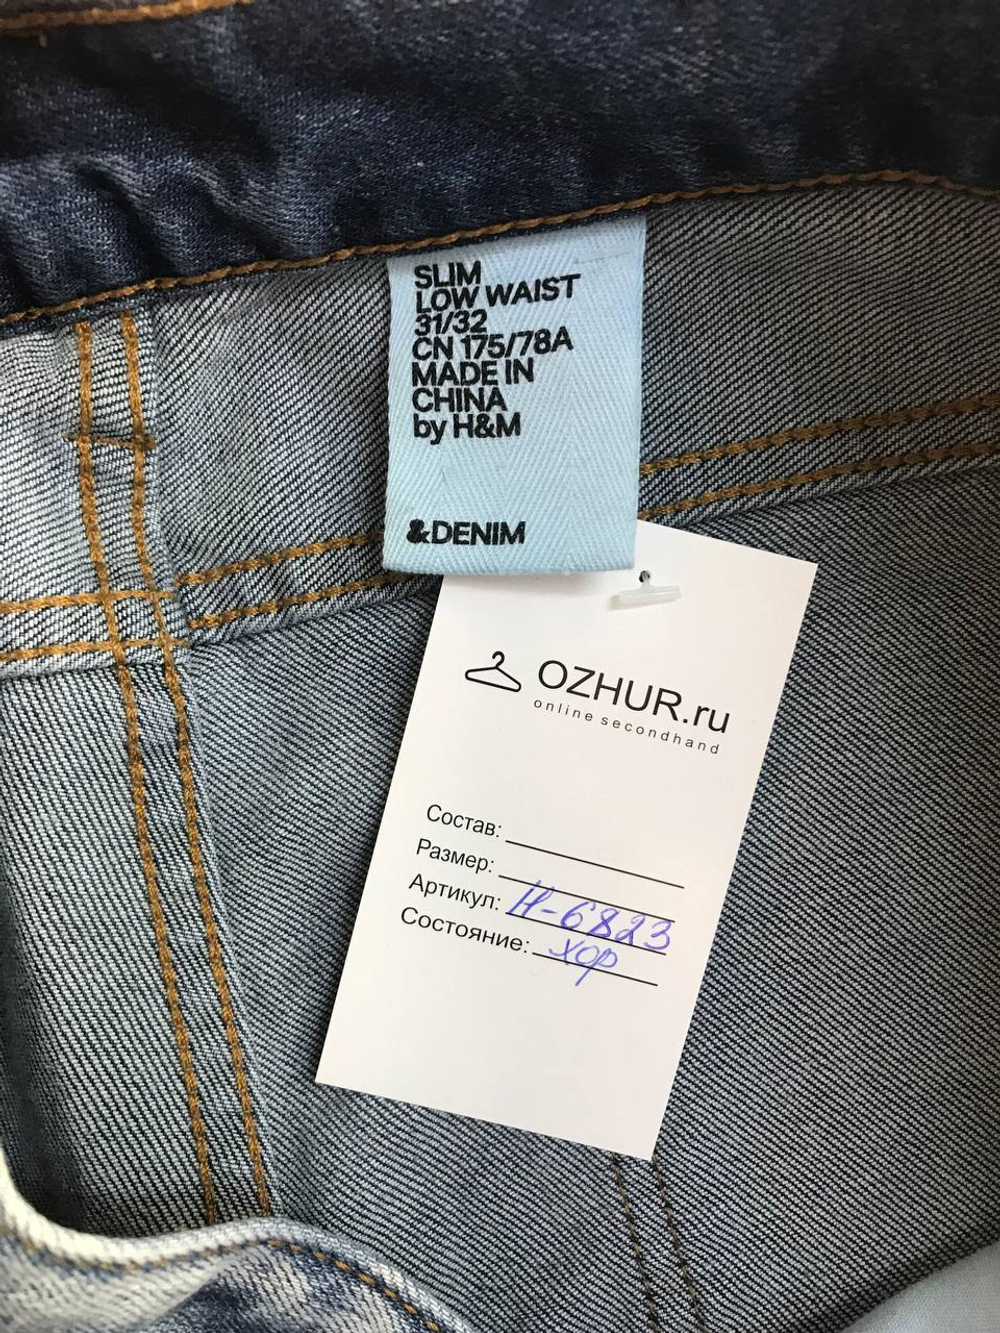 SLIM
LOW WAIST
31/32
CN 175/78A
MADE IN
CHINA
by H&M
&DENIM
OZHUR.ru
online secondhand
Состав:
Размер:
Артикул: Н-6823
Состояние: хор